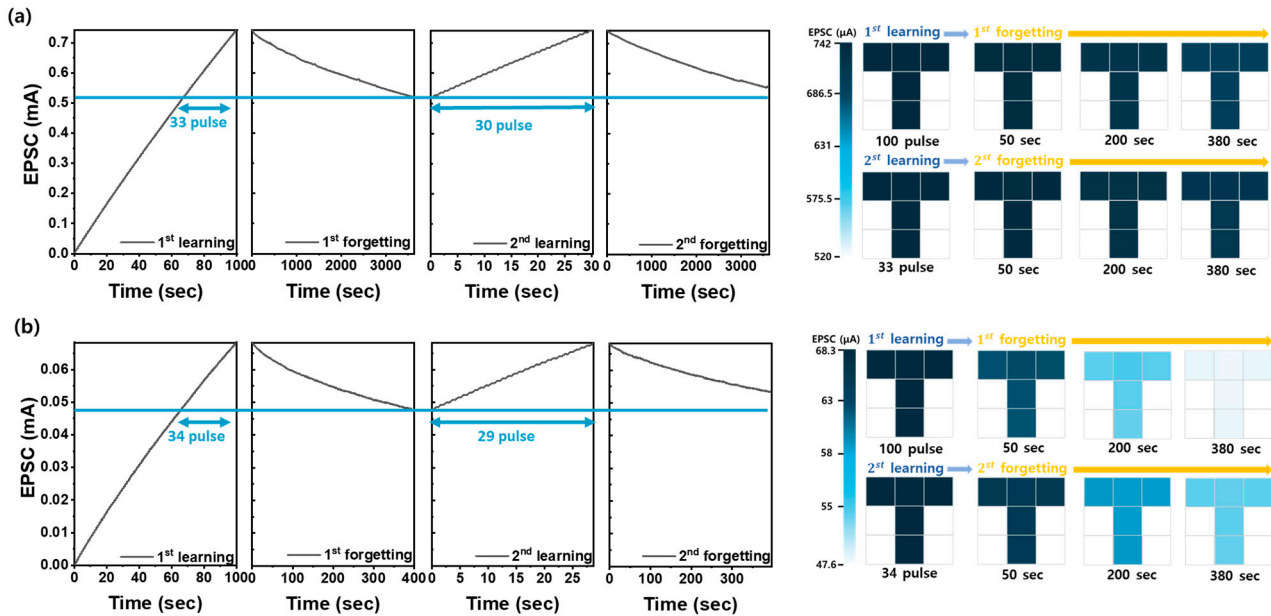 (a)
EPSC (mA)
0.7
0.6
0.5
0.4
0.3
0.2
0.1
0.0
33 pulse
30 pulse
1st learning
1st forgetting
2nd learning
2nd forgetting
0 20 40 60 80 100
0 1000 2000 3000
0 5 10 15 20 25 30
0 1000 2000 3000
Time (sec)
Time (sec)
Time (sec)
Time (sec)
EPSC (μA)
742
686.5
631
575.5
520
1st learning
1st forgetting
100 pulse
50 sec
200 sec
380 sec
2st learning
2st forgetting
33 pulse
50 sec
200 sec
380 sec
(b)
EPSC (mA)
0.06
0.05
0.04
0.03
0.02
0.01
0.00
34 pulse
29 pulse
1st learning
1st forgetting
2nd learning
2nd forgetting
0 20 40 60 80 100
0 100 200 300 400
0 5 10 15 20 25
0 100 200 300
Time (sec)
Time (sec)
Time (sec)
Time (sec)
EPSC (μA)
68.3
63
58
55
47.6
1st learning
1st forgetting
100 pulse
50 sec
200 sec
380 sec
2st learning
2st forgetting
34 pulse
50 sec
200 sec
380 sec